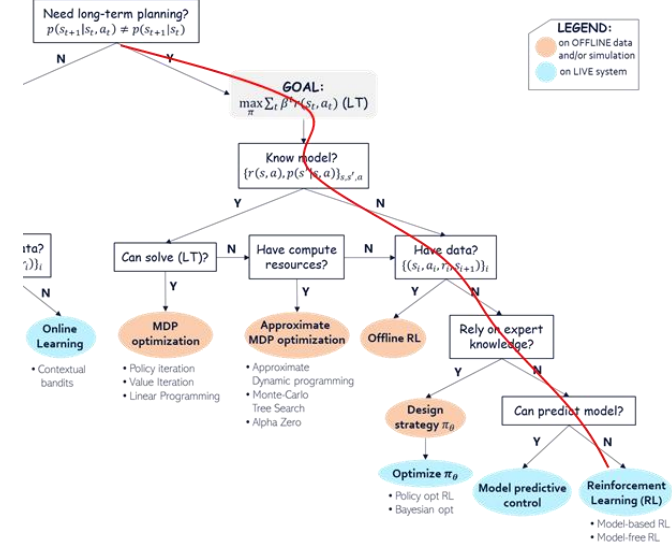 Need long-term planning?
p(s_{t+1}|s_t, a_t) ≠ p(s_{t+1}|s_t)
LEGEND:
on OFFLINE data
and/or simulation
on LIVE system
N
Y
GOAL:
max_π ∑_t β^t r(s_t, a_t) (LT)
Know model?
{r(s, a), p(s'|s, a)}_{s,s',a}
Y
N
Can solve (LT)?
N
Have compute
resources?
N
Have data?
{(s_i, a_i, r_i, s_{i+1})}_i
N
Y
Y
Y
N
Online
Learning
• Contextual
bandits
MDP
optimization
• Policy iteration
• Value Iteration
• Linear Programming
Approximate
MDP optimization
• Approximate
Dynamic programming
• Monte-Carlo
Tree Search
• Alpha Zero
Offline RL
Rely on expert
knowledge?
Y
N
Design
strategy π_θ
Can predict model?
Y
N
Optimize π_θ
• Policy opt RL
• Bayesian opt
Model predictive
control
Reinforcement
Learning (RL)
• Model-based RL
• Model-free RL